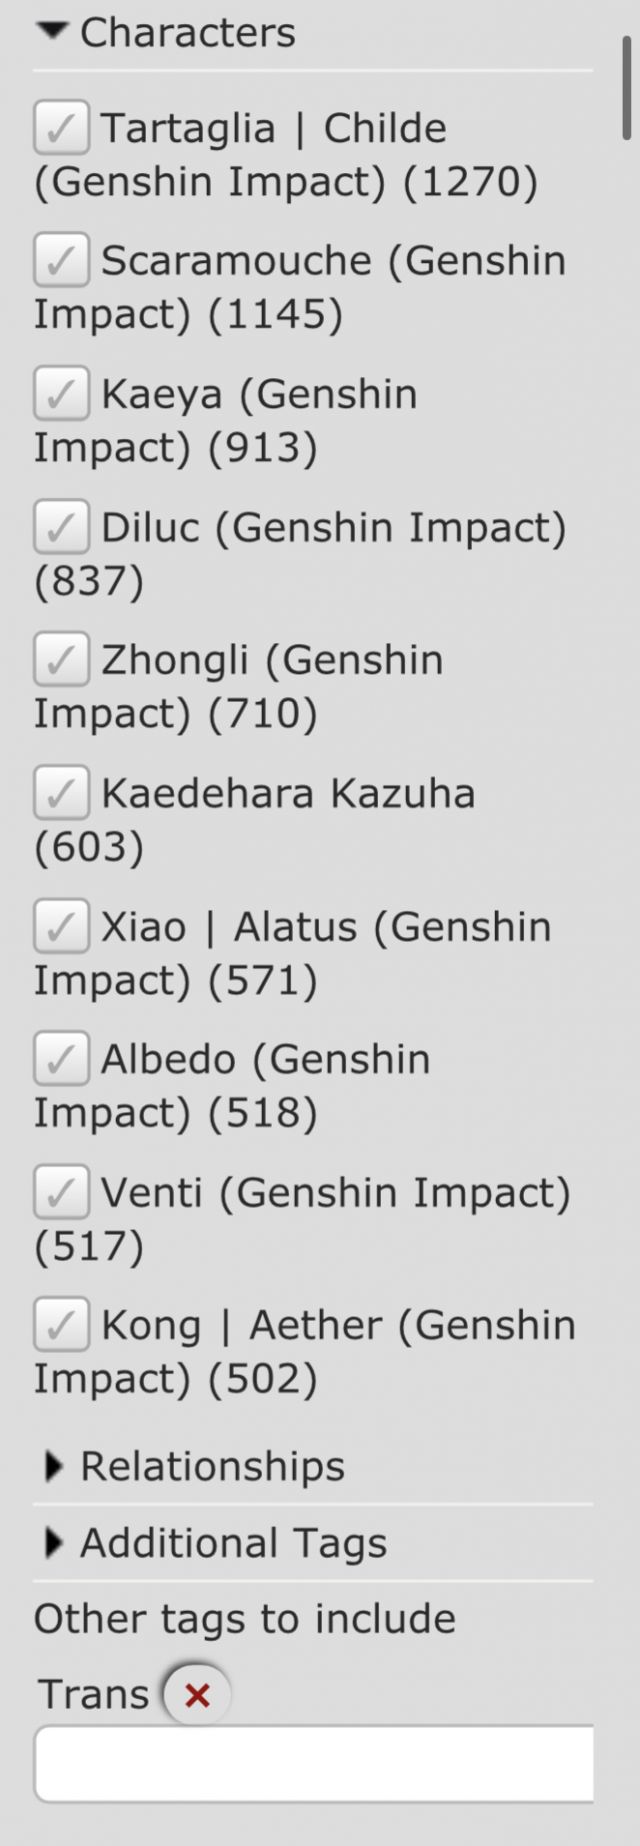 Characters
Tartaglia | Childe
(Genshin Impact) (1270)
Scaramouche (Genshin
Impact) (1145)
Kaeya (Genshin
Impact) (913)
Diluc (Genshin Impact)
(837)
Zhongli (Genshin
Impact) (710)
Kaedehara Kazuha
(603)
Xiao | Alatus (Genshin
Impact) (571)
Albedo (Genshin
Impact) (518)
Venti (Genshin Impact)
(517)
Kong | Aether (Genshin
Impact) (502)
Relationships
Additional Tags
Other tags to include
Trans